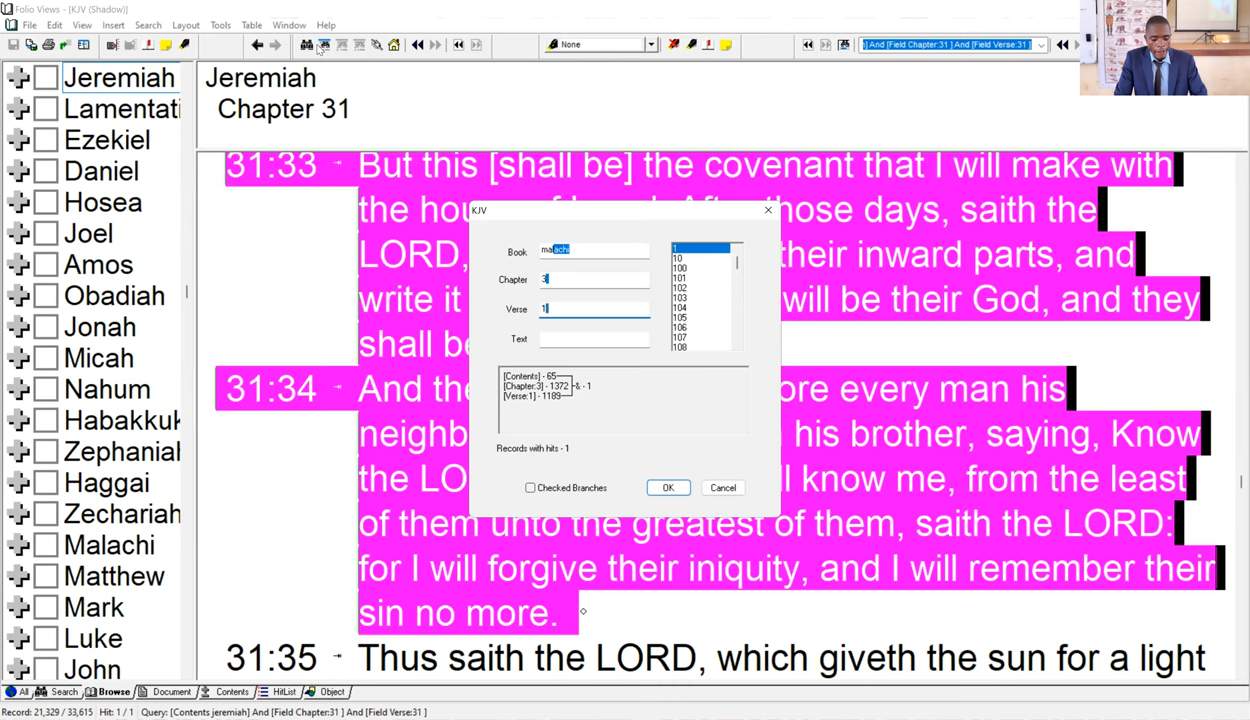 Folio Views - [KJV (Shadow)]
File Edit View Insert Search Layout Tools Table Window Help
None
] And [Field Chapter:31 ] And [Field Verse:31 ]
Jeremiah
Lamentati
Ezekiel
Daniel
Hosea
Joel
Amos
Obadiah
Jonah
Micah
Nahum
Habakkuk
Zephaniah
Haggai
Zechariah
Malachi
Matthew
Mark
Luke
John
Jeremiah
Chapter 31
31:33 But this [shall be] the covenant that I will make with
the those days, saith the
LORD, their inward parts, and
write it will be their God, and they
shall be
31:34 And the ore every man his
neighb his brother, saying, Know
the LO ll know me, from the least
of them unto the greatest of them, saith the LORD:
for I will forgive their iniquity, and I will remember their
sin no more.
31:35 Thus saith the LORD, which giveth the sun for a light
KJV
Book malachi
Chapter 3
Verse 1
Text
1
10
100
101
102
103
104
105
106
107
108
[Contents] - 65
[Chapter:3] - 1372 & - 1
[Verse:1] - 1189
Records with hits - 1
Checked Branches
OK Cancel
All Search Browse Document Contents HitList Object
Record: 21,329 / 33,615 Hit: 1 / 1 Query: [Contents jeremiah] And [Field Chapter:31 ] And [Field Verse:31 ]